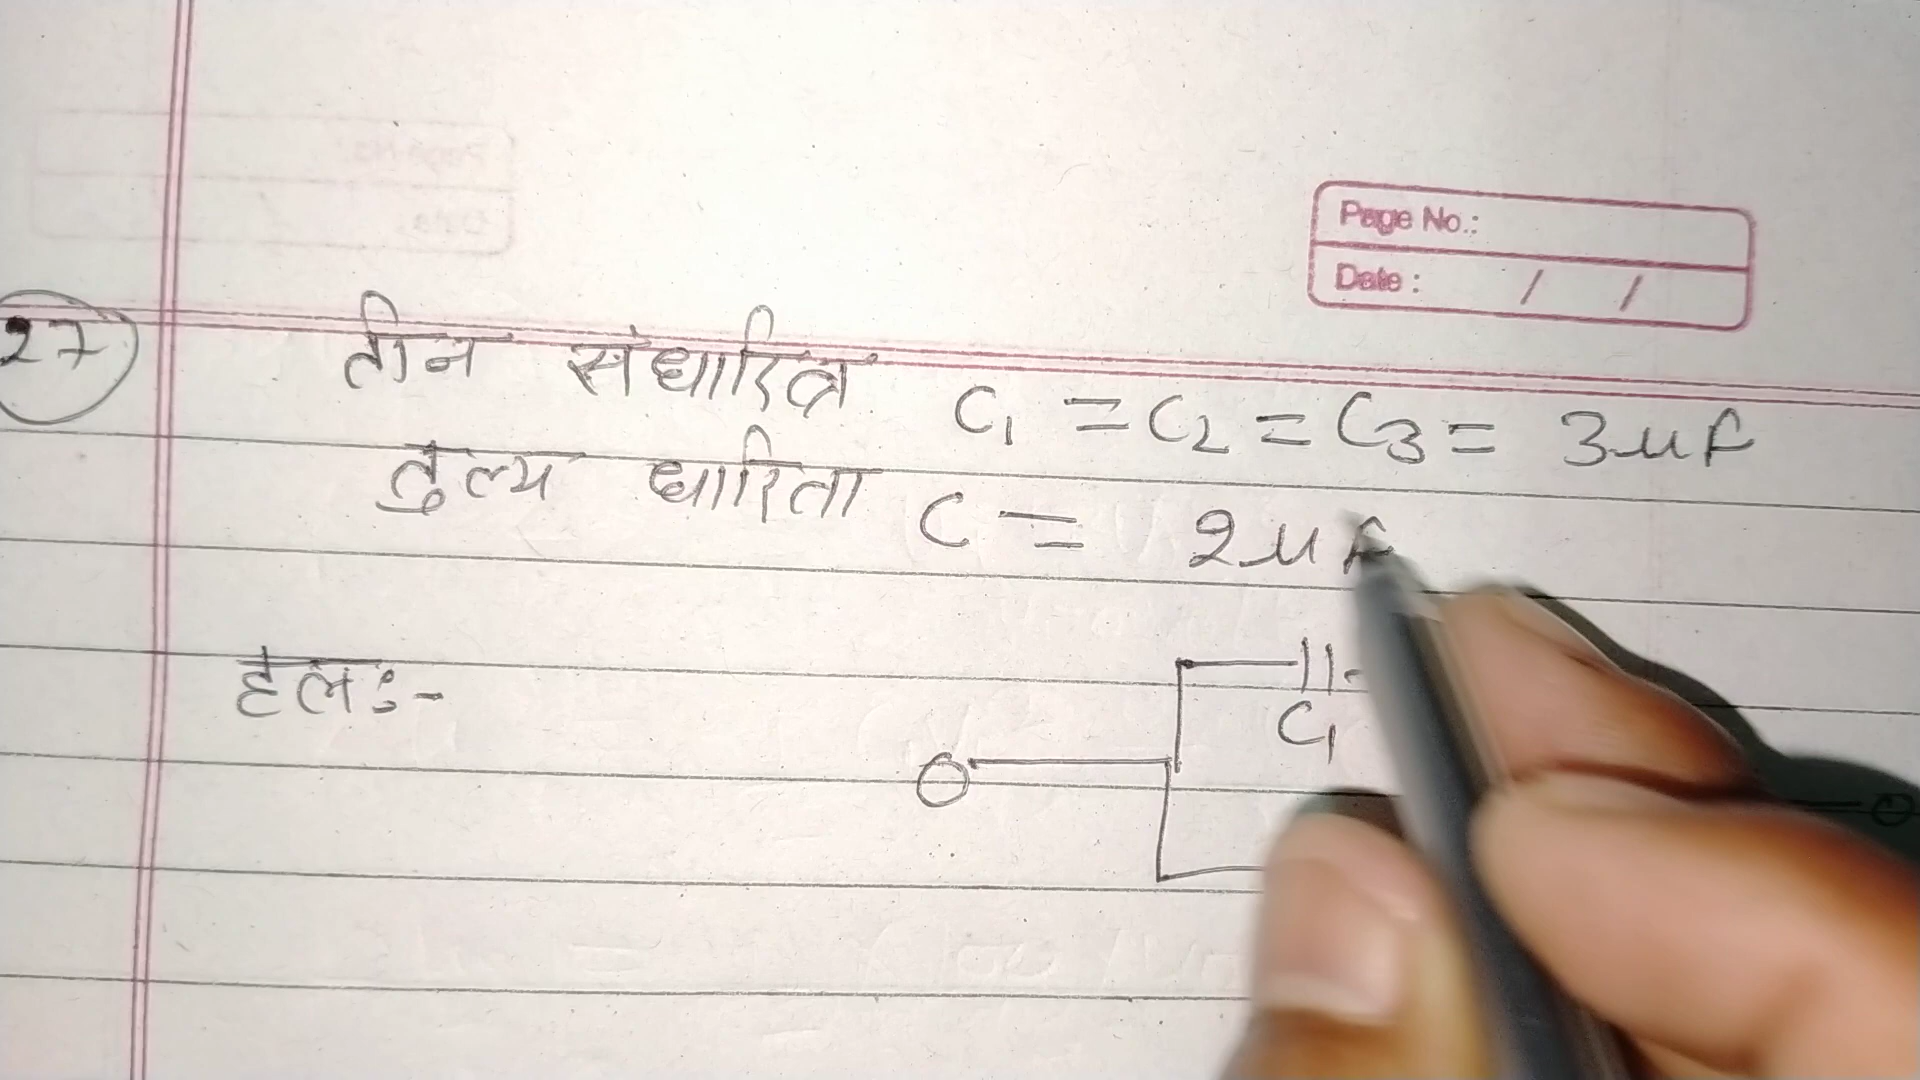 Page No.:
Date : / /
27 तीन संधारित्र C1 = C2 = C3 = 3μF
तुल्य धारिता C = 2μF
हलः-
C1